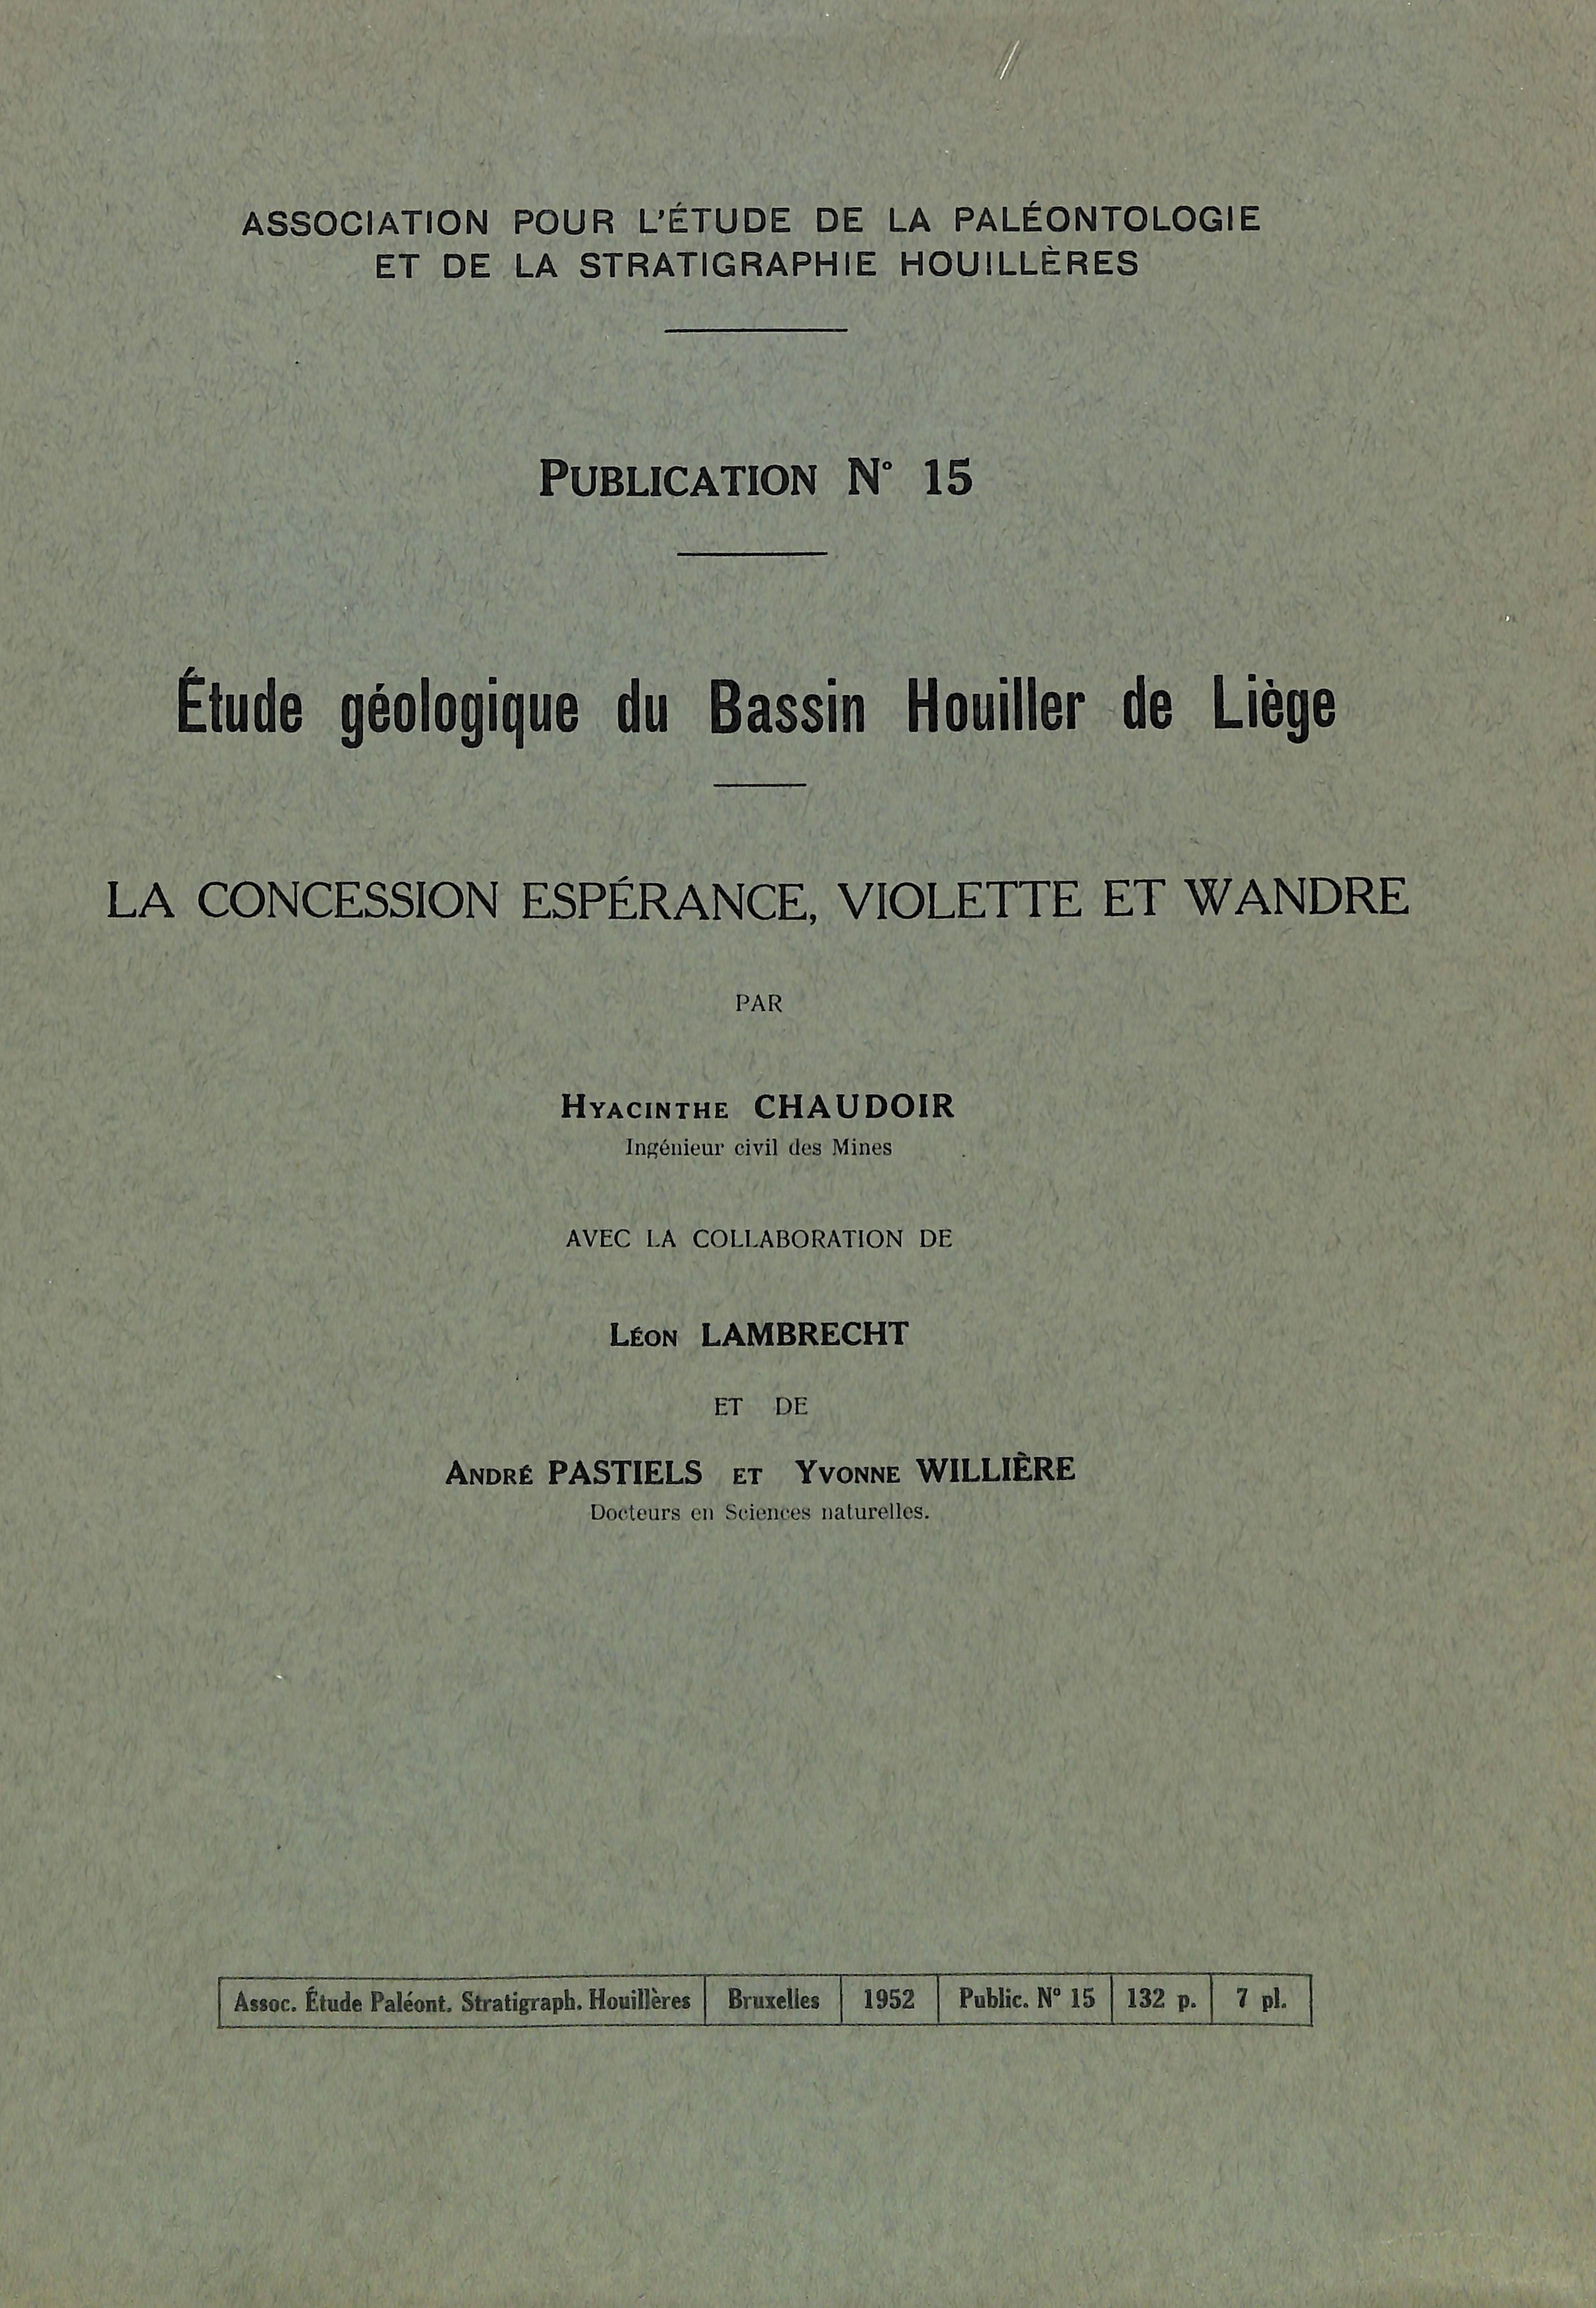 ASSOCIATION POUR L'ÉTUDE DE LA PALÉONTOLOGIE
ET DE LA STRATIGRAPHIE HOUILLÈRES
PUBLICATION N° 15
Étude géologique du Bassin Houiller de Liège
LA CONCESSION ESPÉRANCE, VIOLETTE ET WANDRE
PAR
HYACINTHE CHAUDOIR
Ingénieur civil des Mines
AVEC LA COLLABORATION DE
LÉON LAMBRECHT
ET DE
ANDRÉ PASTIELS ET YVONNE WILLIÈRE
Docteurs en Sciences naturelles.
Assoc. Étude Paléont. Stratigraph. Houillères Bruxelles 1952 Public. N° 15 132 p. 7 pl.